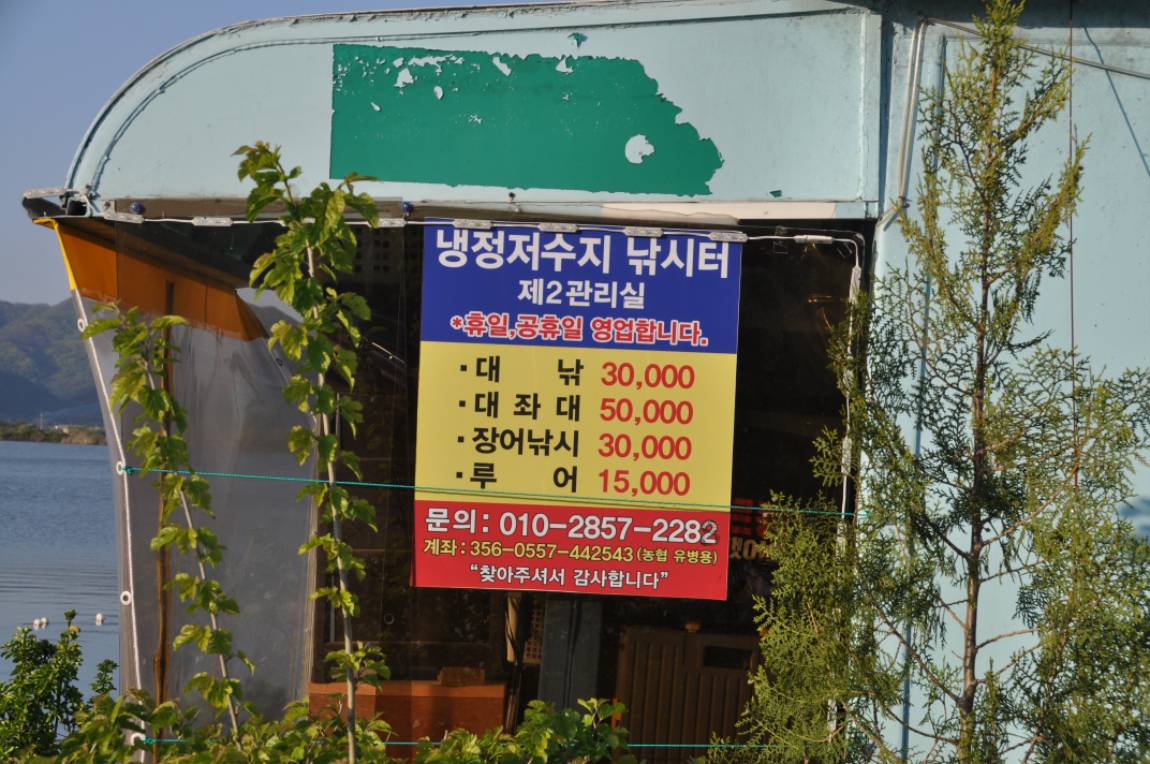 냉정저수지 낚시터
제2관리실
*휴일,공휴일 영업합니다.
·대 낚 30,000
·대 좌 대 50,000
·장어낚시 30,000
·루 어 15,000
문의: 010-2857-2282
계좌: 356-0557-442543 (농협 유병용)
"찾아주셔서 감사합니다"